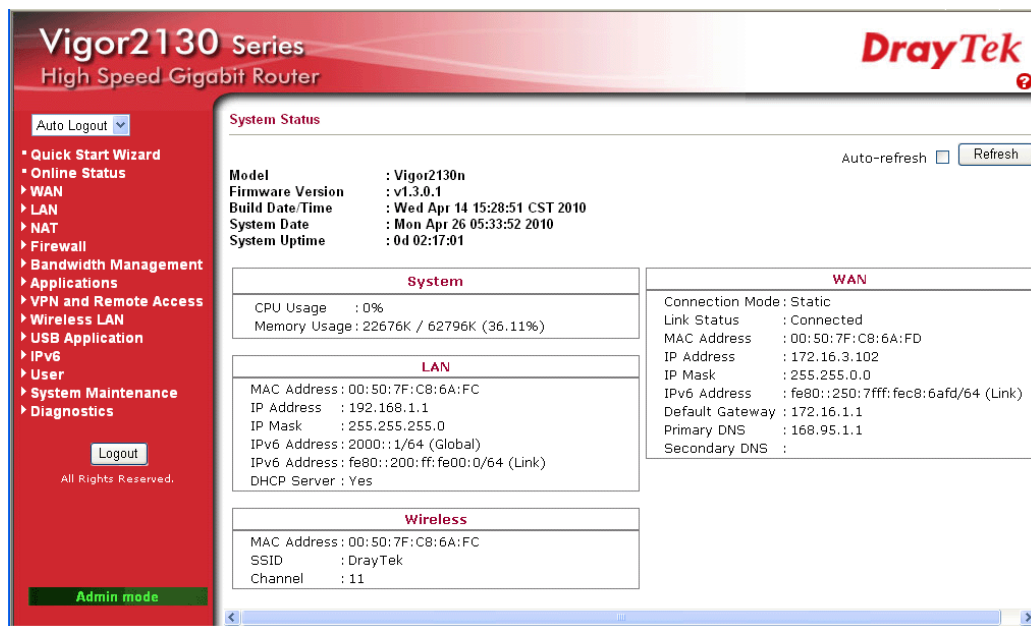 Vigor2130 Series
High Speed Gigabit Router
DrayTek
?
Auto Logout
Quick Start Wizard
Online Status
WAN
LAN
NAT
Firewall
Bandwidth Management
Applications
VPN and Remote Access
Wireless LAN
USB Application
IPv6
User
System Maintenance
Diagnostics
Logout
All Rights Reserved.
Admin mode
System Status
Auto-refresh Refresh
Model : Vigor2130n
Firmware Version : v1.3.0.1
Build Date/Time : Wed Apr 14 15:28:51 CST 2010
System Date : Mon Apr 26 05:33:52 2010
System Uptime : 0d 02:17:01
System
CPU Usage : 0%
Memory Usage : 22676K / 62796K (36.11%)
LAN
MAC Address : 00:50:7F:C8:6A:FC
IP Address : 192.168.1.1
IP Mask : 255.255.255.0
IPv6 Address : 2000::1/64 (Global)
IPv6 Address : fe80::200:ff:fe00:0/64 (Link)
DHCP Server : Yes
Wireless
MAC Address : 00:50:7F:C8:6A:FC
SSID : DrayTek
Channel : 11
WAN
Connection Mode : Static
Link Status : Connected
MAC Address : 00:50:7F:C8:6A:FD
IP Address : 172.16.3.102
IP Mask : 255.255.0.0
IPv6 Address : fe80::250:7fff:fec8:6afd/64 (Link)
Default Gateway : 172.16.1.1
Primary DNS : 168.95.1.1
Secondary DNS :